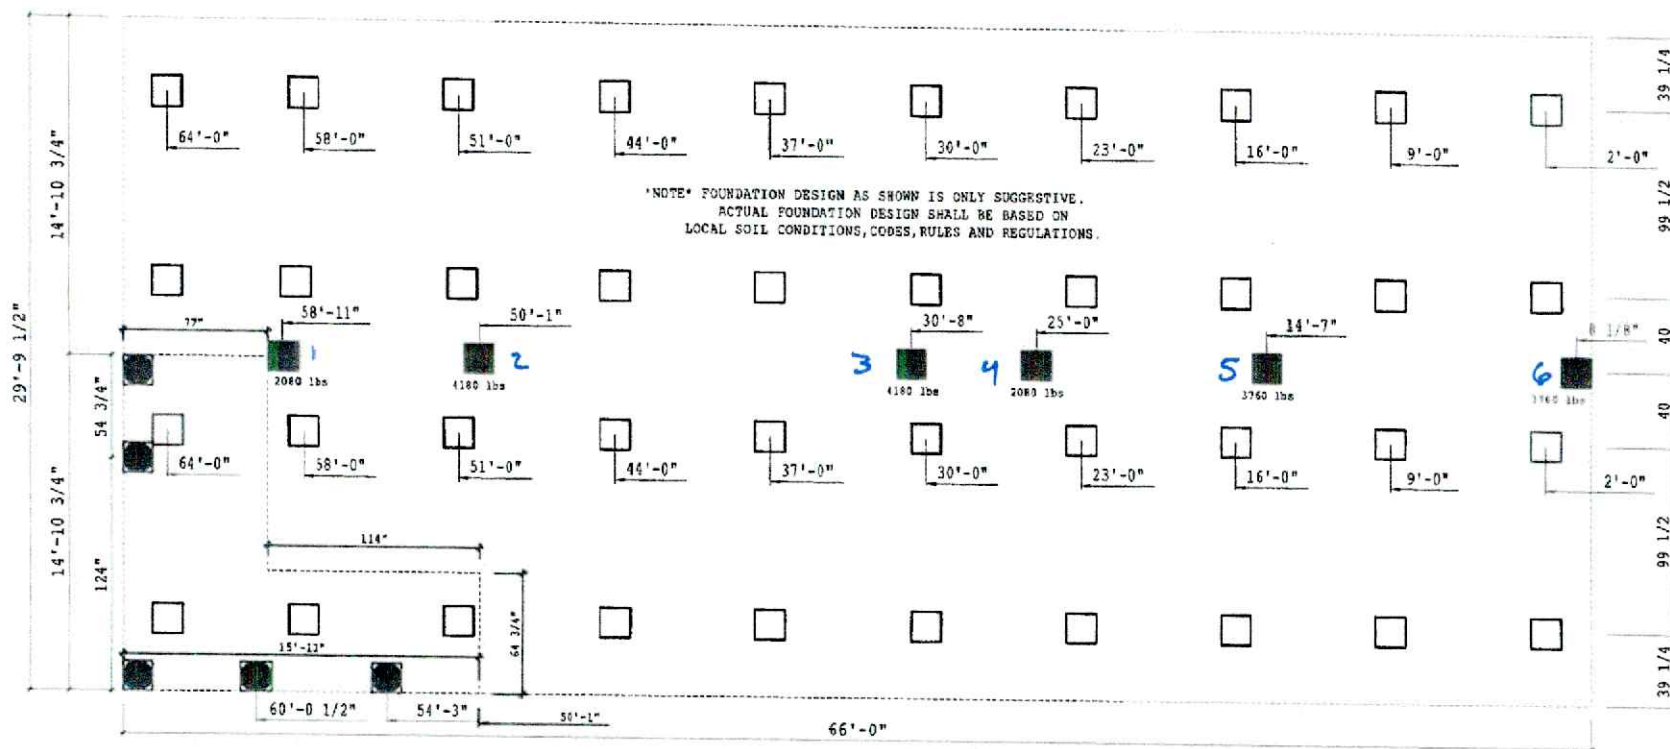 39 1/4
64'-0" 58'-0" 51'-0" 44'-0" 37'-0" 30'-0" 23'-0" 16'-0" 9'-0" 2'-0"
14'-10 3/4"
*NOTE* FOUNDATION DESIGN AS SHOWN IS ONLY SUGGESTIVE.
ACTUAL FOUNDATION DESIGN SHALL BE BASED ON
LOCAL SOIL CONDITIONS, CODES, RULES AND REGULATIONS.
99 1/2
29'-9 1/2"
77" 58'-11" 50'-1" 30'-8" 25'-0" 14'-7" 8 1/8"
40
1 2 3 4 5 6
2080 lbs 4180 lbs 4180 lbs 2080 lbs 3760 lbs 3760 lbs
54 3/4"
40
64'-0" 58'-0" 51'-0" 44'-0" 37'-0" 30'-0" 23'-0" 16'-0" 9'-0" 2'-0"
14'-10 3/4"
124"
114"
99 1/2
64 3/4"
15'-11"
39 1/4
60'-0 1/2" 54'-3" 50'-1"
66'-0"